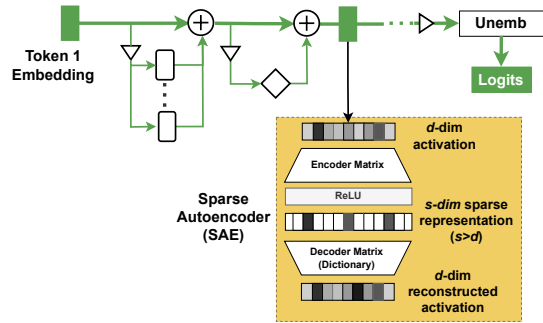 Token 1
Embedding
Unemb
Logits
d-dim
activation
Encoder Matrix
ReLU
Sparse
Autoencoder
(SAE)
s-dim sparse
representation
(s>d)
Decoder Matrix
(Dictionary)
d-dim
reconstructed
activation